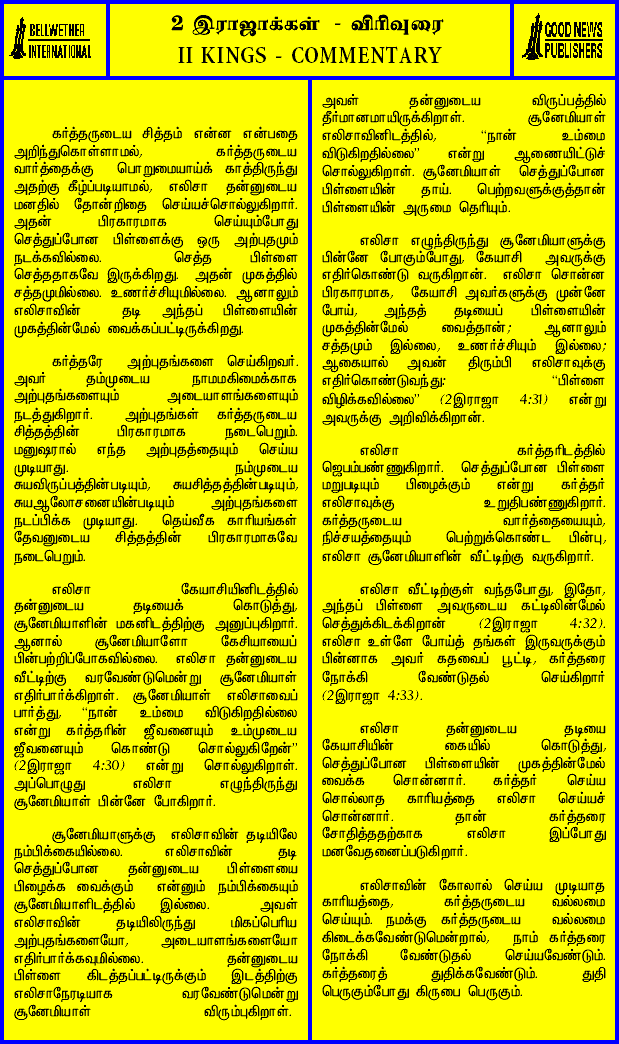 BELLWETHER
INTERNATIONAL
2 இராஜாக்கள் - விரிவுரை
II KINGS - COMMENTARY
GOOD NEWS
PUBLISHERS
கர்த்தருடைய சித்தம் என்ன என்பதை
அறிந்துகொள்ளாமல், கர்த்தருடைய
வார்த்தைக்கு பொறுமையாய்க் காத்திருந்து
அதற்கு கீழ்ப்படியாமல், எலிசா தன்னுடைய
மனதில் தோன்றிதை செய்யச்சொல்லுகிறார்.
அதன் பிரகாரமாக செய்யும்போது
செத்துப்போன பிள்ளைக்கு ஒரு அற்புதமும்
நடக்கவில்லை. செத்த பிள்ளை
செத்ததாகவே இருக்கிறது. அதன் முகத்தில்
சத்தமுமில்லை. உணர்ச்சியுமில்லை. ஆனாலும்
எலிசாவின் தடி அந்தப் பிள்ளையின்
முகத்தின்மேல் வைக்கப்பட்டிருக்கிறது.
கர்த்தரே அற்புதங்களை செய்கிறவர்.
அவர் தம்முடைய நாமமகிமைக்காக
அற்புதங்களையும் அடையாளங்களையும்
நடத்துகிறார். அற்புதங்கள் கர்த்தருடைய
சித்தத்தின் பிரகாரமாக நடைபெறும்.
மனுஷரால் எந்த அற்புதத்தையும் செய்ய
முடியாது. நம்முடைய
சுயவிருப்பத்தின்படியும், சுயசித்தத்தின்படியும்,
சுயஆலோசனையின்படியும் அற்புதங்களை
நடப்பிக்க முடியாது. தெய்வீக காரியங்கள்
தேவனுடைய சித்தத்தின் பிரகாரமாகவே
நடைபெறும்.
எலிசா கேயாசியினிடத்தில்
தன்னுடைய தடியைக் கொடுத்து,
சூனேமியாளின் மகனிடத்திற்கு அனுப்புகிறார்.
ஆனால் சூனேமியாளோ கேசியாயைப்
பின்பற்றிப்போகவில்லை. எலிசா தன்னுடைய
வீட்டிற்கு வரவேண்டுமென்று சூனேமியாள்
எதிர்பார்க்கிறாள். சூனேமியாள் எலிசாவைப்
பார்த்து, “நான் உம்மை விடுகிறதில்லை
என்று கர்த்தரின் ஜீவனையும் உம்முடைய
ஜீவனையும் கொண்டு சொல்லுகிறேன்”
(2இராஜா 4:30) என்று சொல்லுகிறாள்.
அப்பொழுது எலிசா எழுந்திருந்து
சூனேமியாள் பின்னே போகிறார்.
சூனேமியாளுக்கு எலிசாவின் தடியிலே
நம்பிக்கையில்லை. எலிசாவின் தடி
செத்துப்போன தன்னுடைய பிள்ளையை
பிழைக்க வைக்கும் என்னும் நம்பிக்கையும்
சூனேமியாளிடத்தில் இல்லை. அவள்
எலிசாவின் தடியிலிருந்து மிகப்பெரிய
அற்புதங்களையோ, அடையாளங்களையோ
எதிர்பார்க்கவுமில்லை. தன்னுடைய
பிள்ளை கிடத்தப்பட்டிருக்கும் இடத்திற்கு
எலிசாநேரடியாக வரவேண்டுமென்று
சூனேமியாள் விரும்புகிறாள்.
அவள் தன்னுடைய விருப்பத்தில்
தீர்மானமாயிருக்கிறாள். சூனேமியாள்
எலிசாவினிடத்தில், “நான் உம்மை
விடுகிறதில்லை” என்று ஆணையிட்டுச்
சொல்லுகிறாள். சூனேமியாள் செத்துப்போன
பிள்ளையின் தாய். பெற்றவளுக்குத்தான்
பிள்ளையின் அருமை தெரியும்.
எலிசா எழுந்திருந்து சூனேமியாளுக்கு
பின்னே போகும்போது, கேயாசி அவருக்கு
எதிர்கொண்டு வருகிறான். எலிசா சொன்ன
பிரகாரமாக, கேயாசி அவர்களுக்கு முன்னே
போய், அந்தத் தடியைப் பிள்ளையின்
முகத்தின்மேல் வைத்தான்; ஆனாலும்
சத்தமும் இல்லை, உணர்ச்சியும் இல்லை;
ஆகையால் அவன் திரும்பி எலிசாவுக்கு
எதிர்கொண்டுவந்து: “பிள்ளை
விழிக்கவில்லை” (2இராஜா 4:31) என்று
அவருக்கு அறிவிக்கிறான்.
எலிசா கர்த்தரிடத்தில்
ஜெபம்பண்ணுகிறார். செத்துப்போன பிள்ளை
மறுபடியும் பிழைக்கும் என்று கர்த்தர்
எலிசாவுக்கு உறுதிபண்ணுகிறார்.
கர்த்தருடைய வார்த்தையையும்,
நிச்சயத்தையும் பெற்றுக்கொண்ட பின்பு,
எலிசா சூனேமியாளின் வீட்டிற்கு வருகிறார்.
எலிசா வீட்டிற்குள் வந்தபோது, இதோ,
அந்தப் பிள்ளை அவருடைய கட்டிலின்மேல்
செத்துக்கிடக்கிறான் (2இராஜா 4:32).
எலிசா உள்ளே போய்த் தங்கள் இருவருக்கும்
பின்னாக அவர் கதவைப் பூட்டி, கர்த்தரை
நோக்கி வேண்டுதல் செய்கிறார்
(2இராஜா 4:33).
எலிசா தன்னுடைய தடியை
கேயாசியின் கையில் கொடுத்து,
செத்துப்போன பிள்ளையின் முகத்தின்மேல்
வைக்க சொன்னார். கர்த்தர் செய்ய
சொல்லாத காரியத்தை எலிசா செய்யச்
சொன்னார். தான் கர்த்தரை
சோதித்ததற்காக எலிசா இப்போது
மனவேதனைப்படுகிறார்.
எலிசாவின் கோலால் செய்ய முடியாத
காரியத்தை, கர்த்தருடைய வல்லமை
செய்யும். நமக்கு கர்த்தருடைய வல்லமை
கிடைக்கவேண்டுமென்றால், நாம் கர்த்தரை
நோக்கி வேண்டுதல் செய்யவேண்டும்.
கர்த்தரைத் துதிக்கவேண்டும். துதி
பெருகும்போது கிருபை பெருகும்.